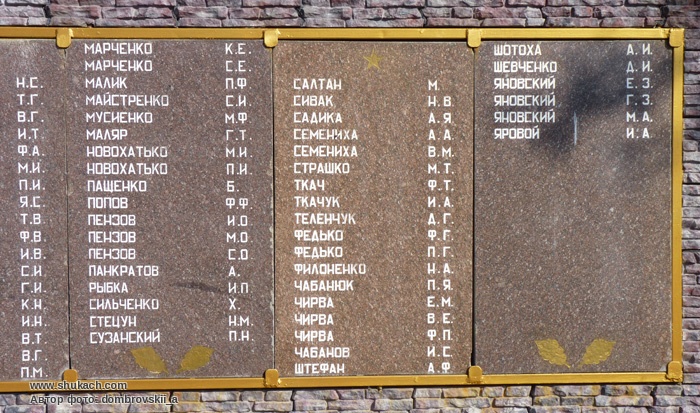 Н.С.
Т.Г.
В.Г.
И.Т.
Ф.А.
М.И.
П.И.
Я.С.
Т.В.
Ф.В.
И.В.
С.И.
Г.И.
К.Н.
И.Н.
В.Т.
В.Г.
П.М.
МАРЧЕНКО К.Е.
МАРЧЕНКО С.Е.
МАЛИК П.Ф
МАЙСТРЕНКО С.И.
МУСИЕНКО М.Ф
МАЛЯР Г.Т.
НОВОХАТЬКО М.И.
НОВОХАТЬКО П.И.
ПАЩЕНКО Б.
ПОПОВ Ф.Ф.
ПЕНЗОВ И.О.
ПЕНЗОВ М.О.
ПЕНЗОВ С.О.
ПАНКРАТОВ А.
РЫБКА И.П
СИЛЬЧЕНКО Х.
СТЕЦУН Н.М.
СУЗАНСКИЙ П.Н.
САЛТАН М.
СИВАК Н.В.
САДИКА А.Я.
СЕМЕНИХА А.А.
СЕМЕНИХА В.М.
СТРАШКО М.Т.
ТКАЧ Ф.Т.
ТКАЧУК И.А.
ТЕЛЕНЧУК Д.Г.
ФЕДЬКО Ф.Г.
ФЕДЬКО П.Г.
ФИЛОНЕНКО Н.А.
ЧАБАНЮК П.Я.
ЧИРВА Е.М.
ЧИРВА В.Е.
ЧИРВА Ф.П.
ЧАБАНОВ И.С.
ШТЕФАН А.Ф
ШОТОХА А.И.
ШЕВЧЕНКО Д.И.
ЯНОВСКИЙ Е.З.
ЯНОВСКИЙ Г.З.
ЯНОВСКИЙ М.А.
ЯРОВОЙ И.А.
www.shukach.com
Автор фото-dombrovskii_a